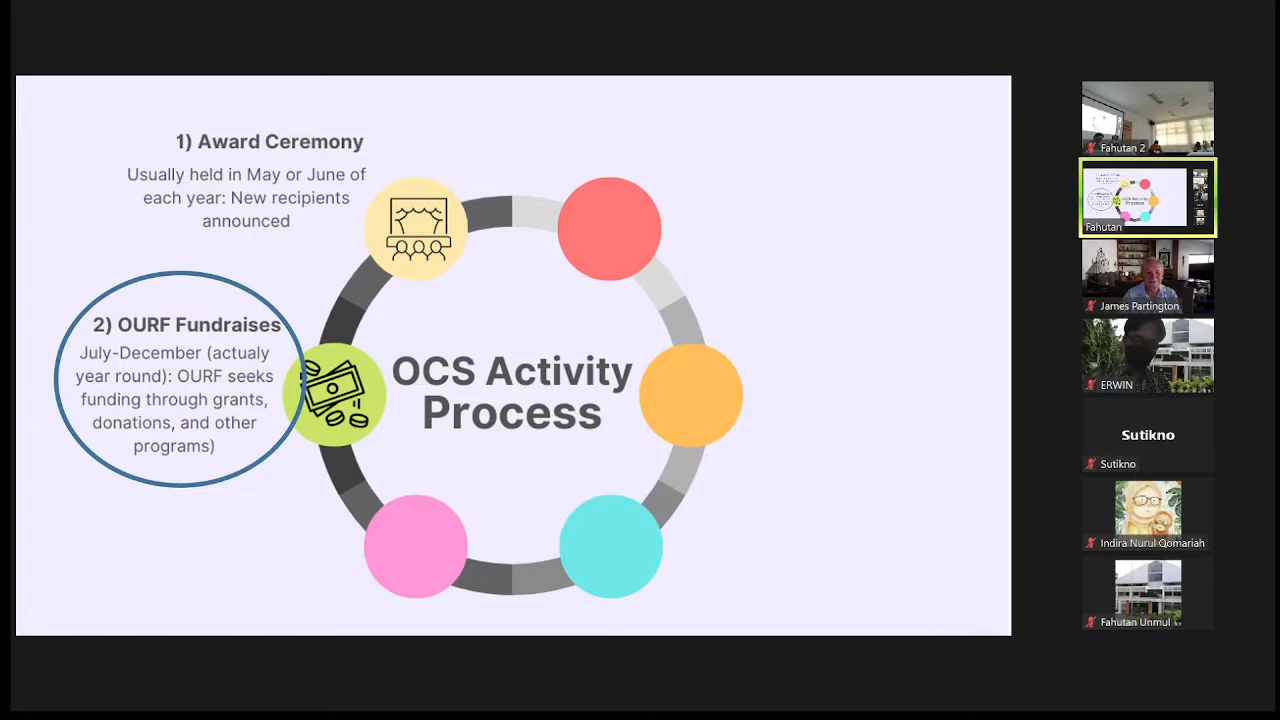 1) Award Ceremony
Usually held in May or June of
each year: New recipients
announced
2) OURF Fundraises
July-December (actualy
year round): OURF seeks
funding through grants,
donations, and other
programs)
OCS Activity
Process
Fahutan 2
Fahutan
James Partington
ERWIN
Sutikno
Sutikno
Indira Nurul Qomariah
Fahutan Unmul